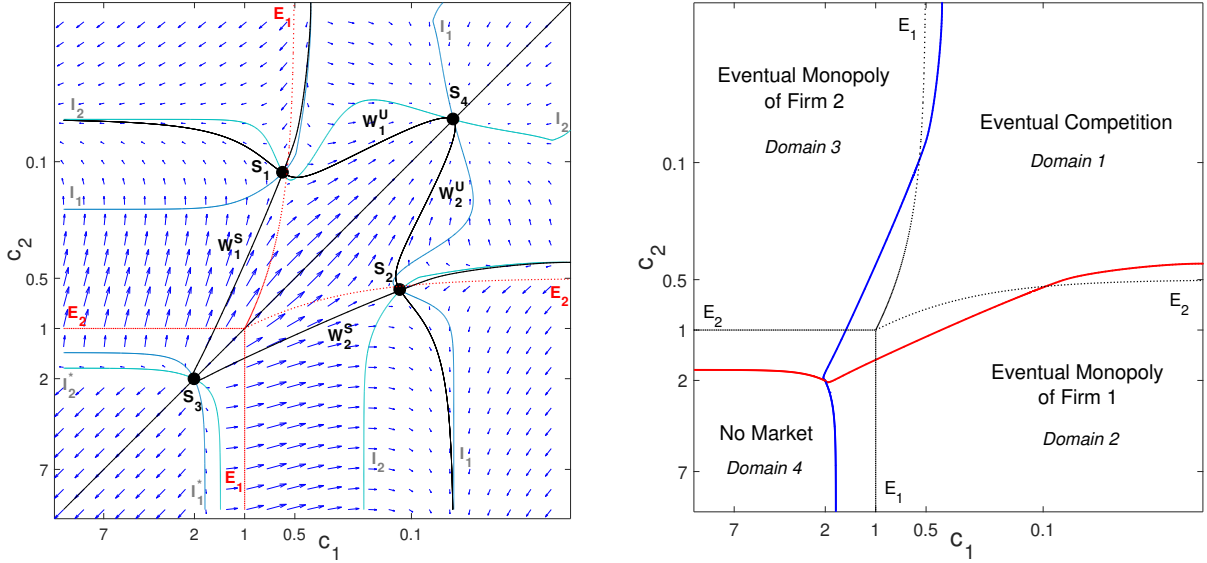 E1
I1
I2
S4
W1U
I2
0.1
S1
I1
W2U
W1S
c2
S2
0.5
E2
E2
1
W2S
2
I2*
S3
7
E1
I2
I1
I1*
7
2
1
0.5
0.1
c1
E1
Eventual Monopoly
of Firm 2
Domain 3
Eventual Competition
Domain 1
0.1
c2
0.5
E2
E2
1
2
Eventual Monopoly
of Firm 1
Domain 2
No Market
Domain 4
7
E1
7
2
1
0.5
0.1
c1